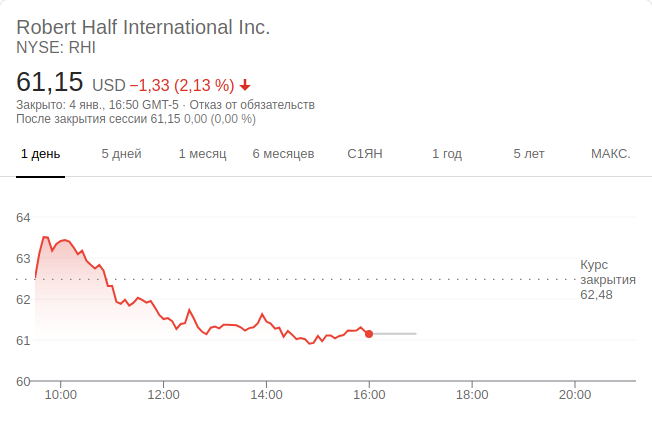 Robert Half International Inc.
NYSE: RHI
61,15 USD −1,33 (2,13 %)
Закрыто: 4 янв., 16:50 GMT-5 · Отказ от обязательств
После закрытия сессии 61,15 0,00 (0,00 %)
1 день 5 дней 1 месяц 6 месяцев С1ЯН 1 год 5 лет МАКС.
64
63
62
61
60
Курс
закрытия
62,48
10:00 12:00 14:00 16:00 18:00 20:00